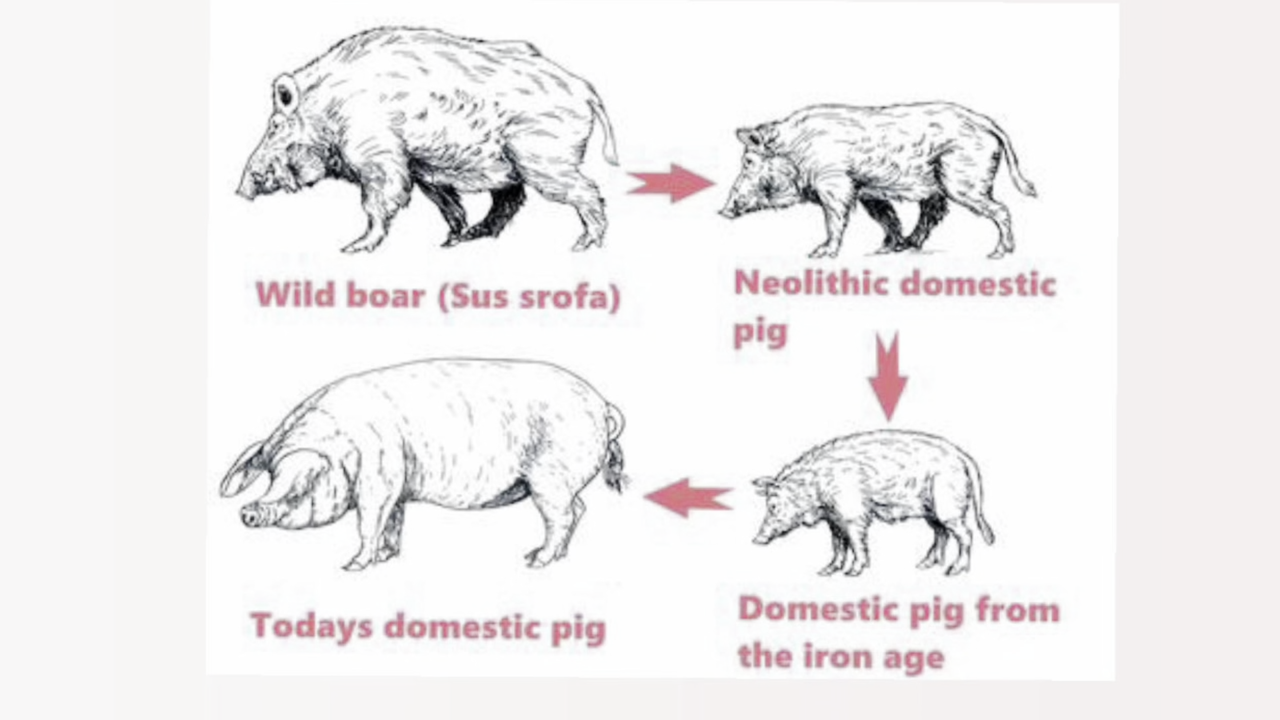 Wild boar (Sus srofa)
Neolithic domestic
pig
Domestic pig from
the iron age
Todays domestic pig